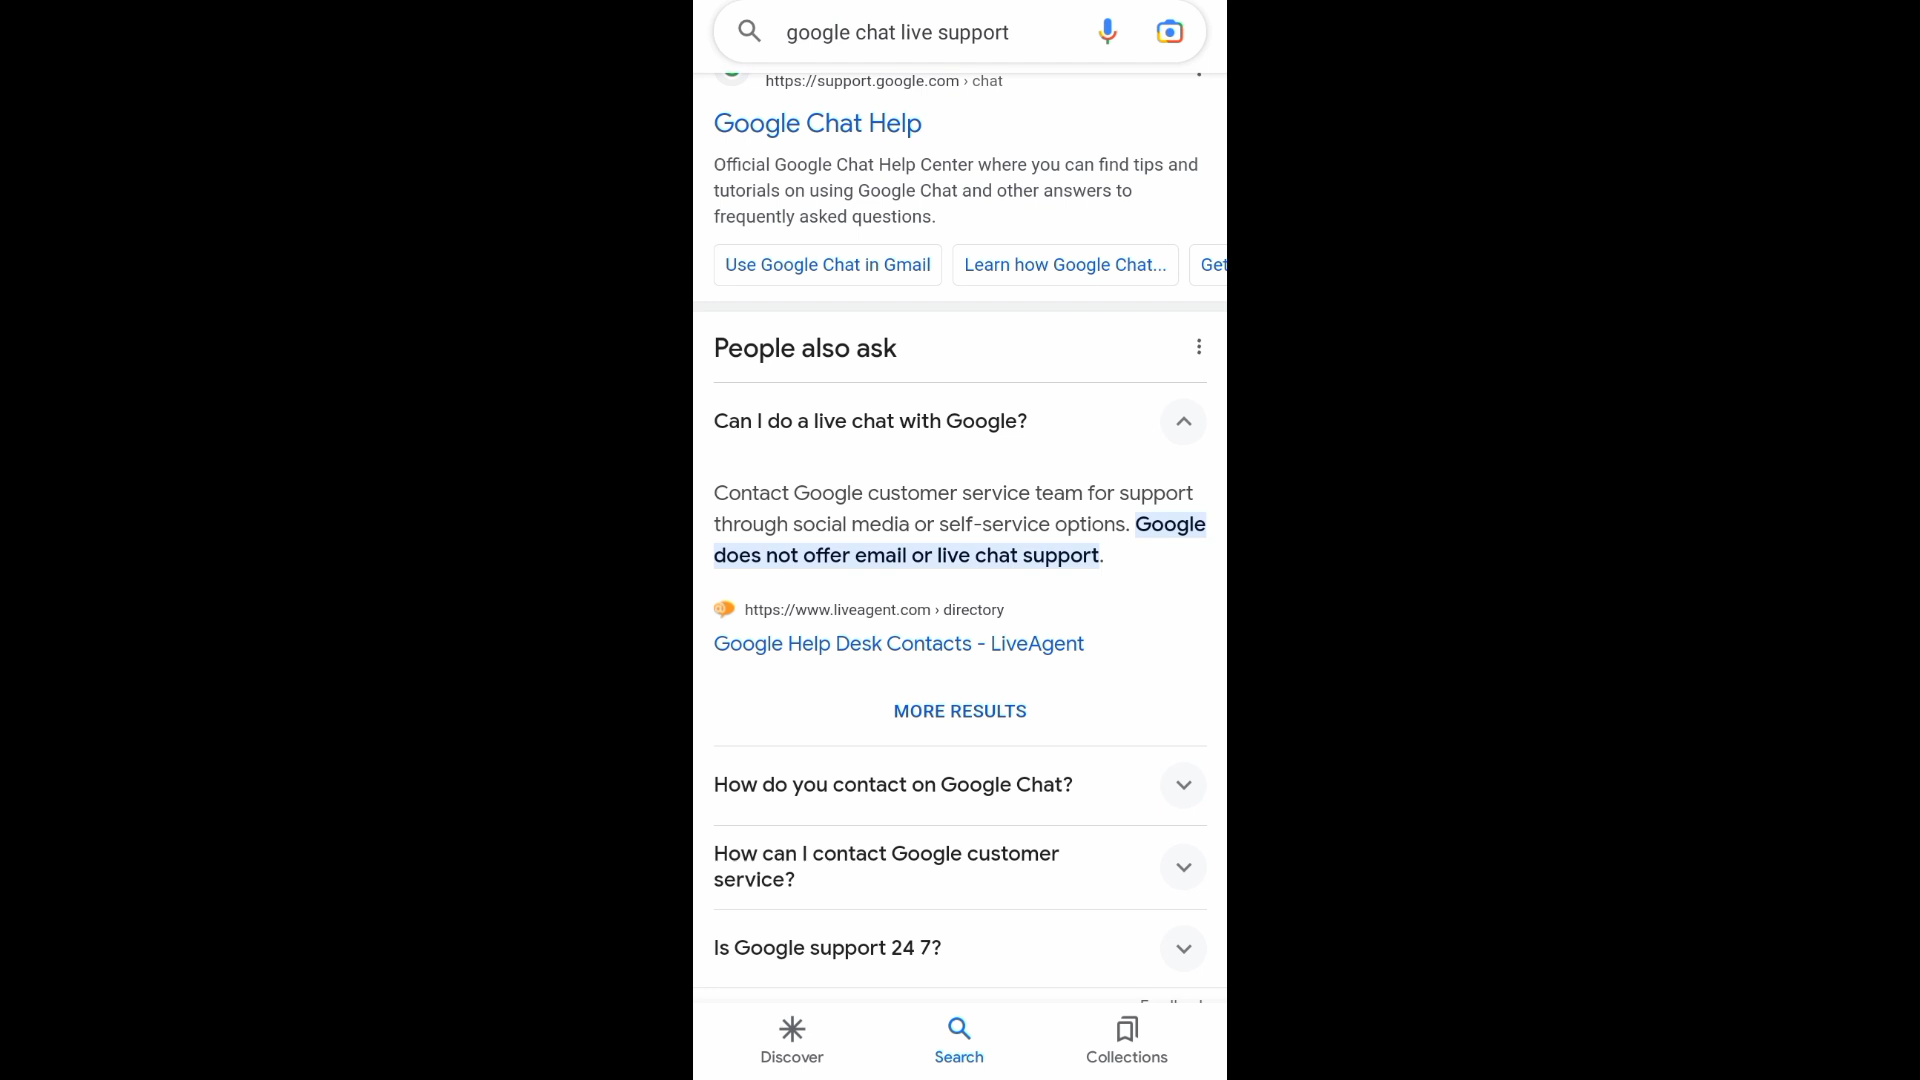 google chat live support
https://support.google.com › chat
Google Chat Help
Official Google Chat Help Center where you can find tips and
tutorials on using Google Chat and other answers to
frequently asked questions.
Use Google Chat in Gmail Learn how Google Chat... Get
People also ask
Can I do a live chat with Google?
Contact Google customer service team for support
through social media or self-service options. Google
does not offer email or live chat support.
https://www.liveagent.com › directory
Google Help Desk Contacts - LiveAgent
MORE RESULTS
How do you contact on Google Chat?
How can I contact Google customer
service?
Is Google support 24 7?
Discover Search Collections